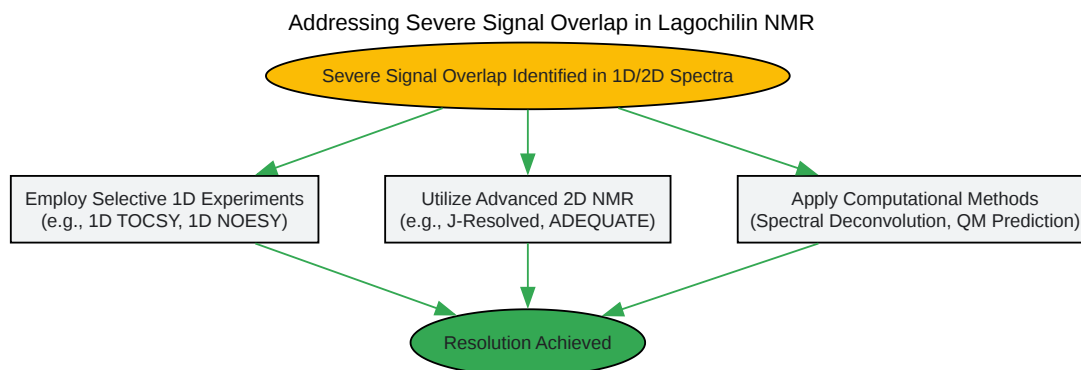 Addressing Severe Signal Overlap in Lagochilin NMR
Severe Signal Overlap Identified in 1D/2D Spectra
Employ Selective 1D Experiments
(e.g., 1D TOCSY, 1D NOESY)
Utilize Advanced 2D NMR
(e.g., J-Resolved, ADEQUATE)
Apply Computational Methods
(Spectral Deconvolution, QM Prediction)
Resolution Achieved